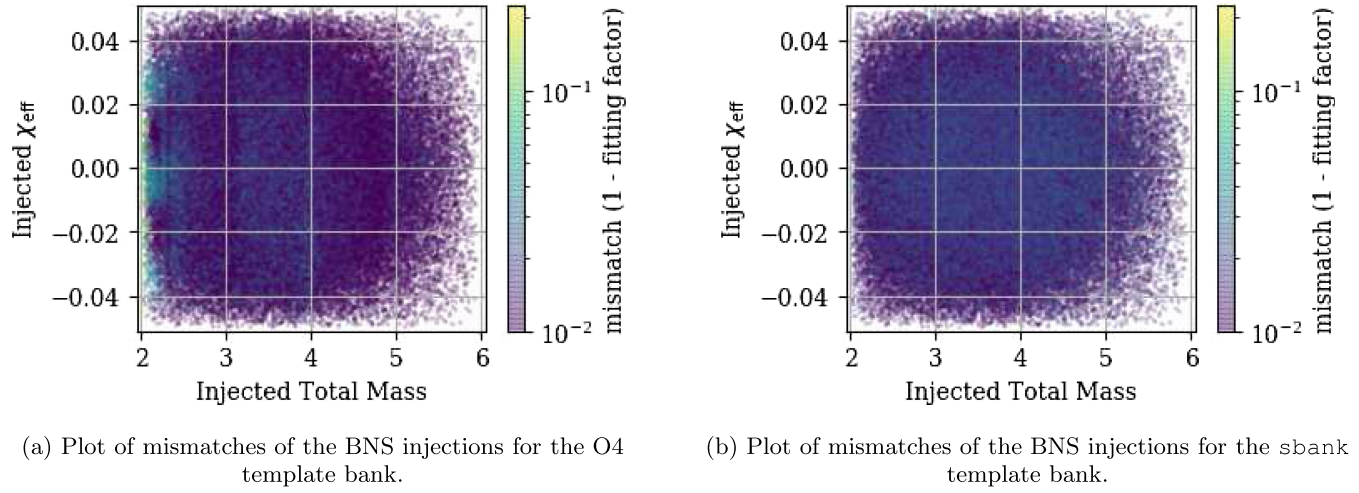 0.04
0.02
0.00
−0.02
−0.04
Injected χeff
2 3 4 5 6
Injected Total Mass
10−1
10−2
mismatch (1 - fitting factor)
(a) Plot of mismatches of the BNS injections for the O4
template bank.
0.04
0.02
0.00
−0.02
−0.04
Injected χeff
2 3 4 5 6
Injected Total Mass
10−1
10−2
mismatch (1 - fitting factor)
(b) Plot of mismatches of the BNS injections for the sbank
template bank.